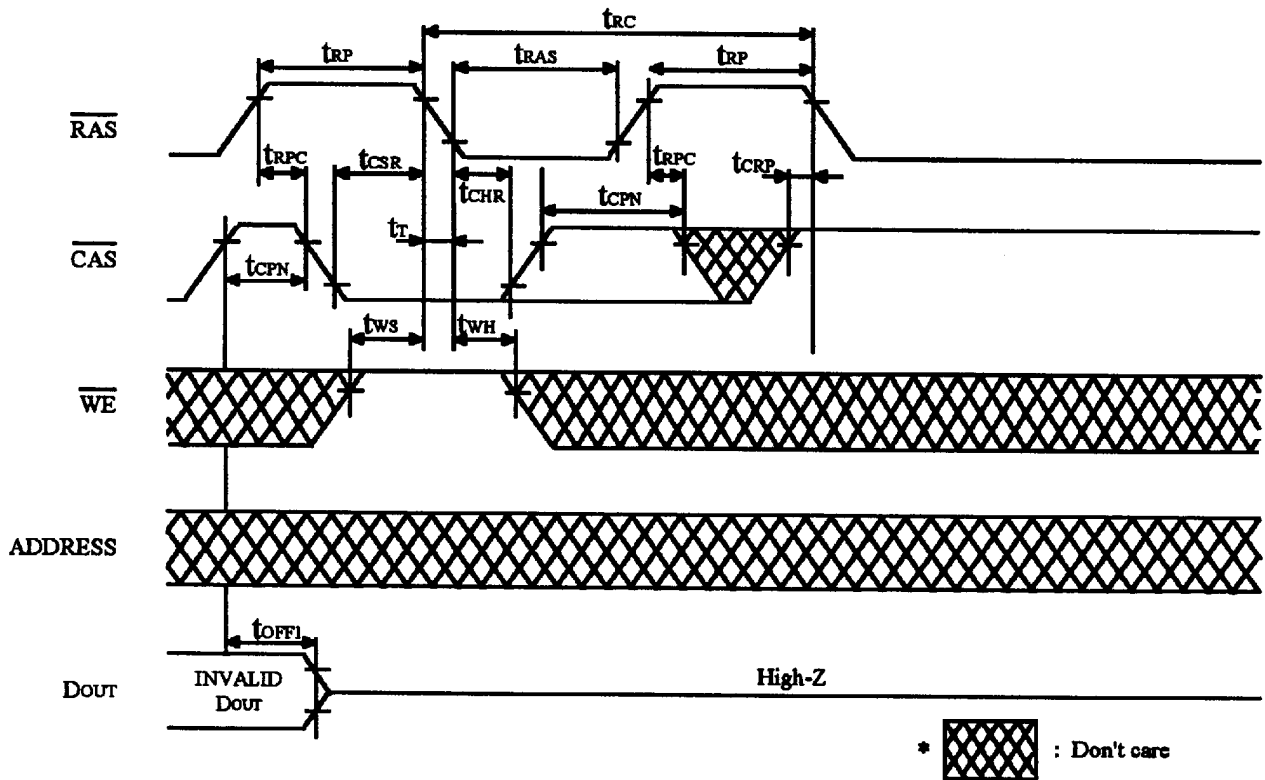 tRC
tRP
tRAS
tRP
RAS
tRPC
tCSR
tCHR
tRPC
tCRP
tCPN
tT
CAS
tCPN
tWS
tWH
WE
ADDRESS
tOFF1
DOUT
INVALID
DOUT
High-Z
* : Don't care